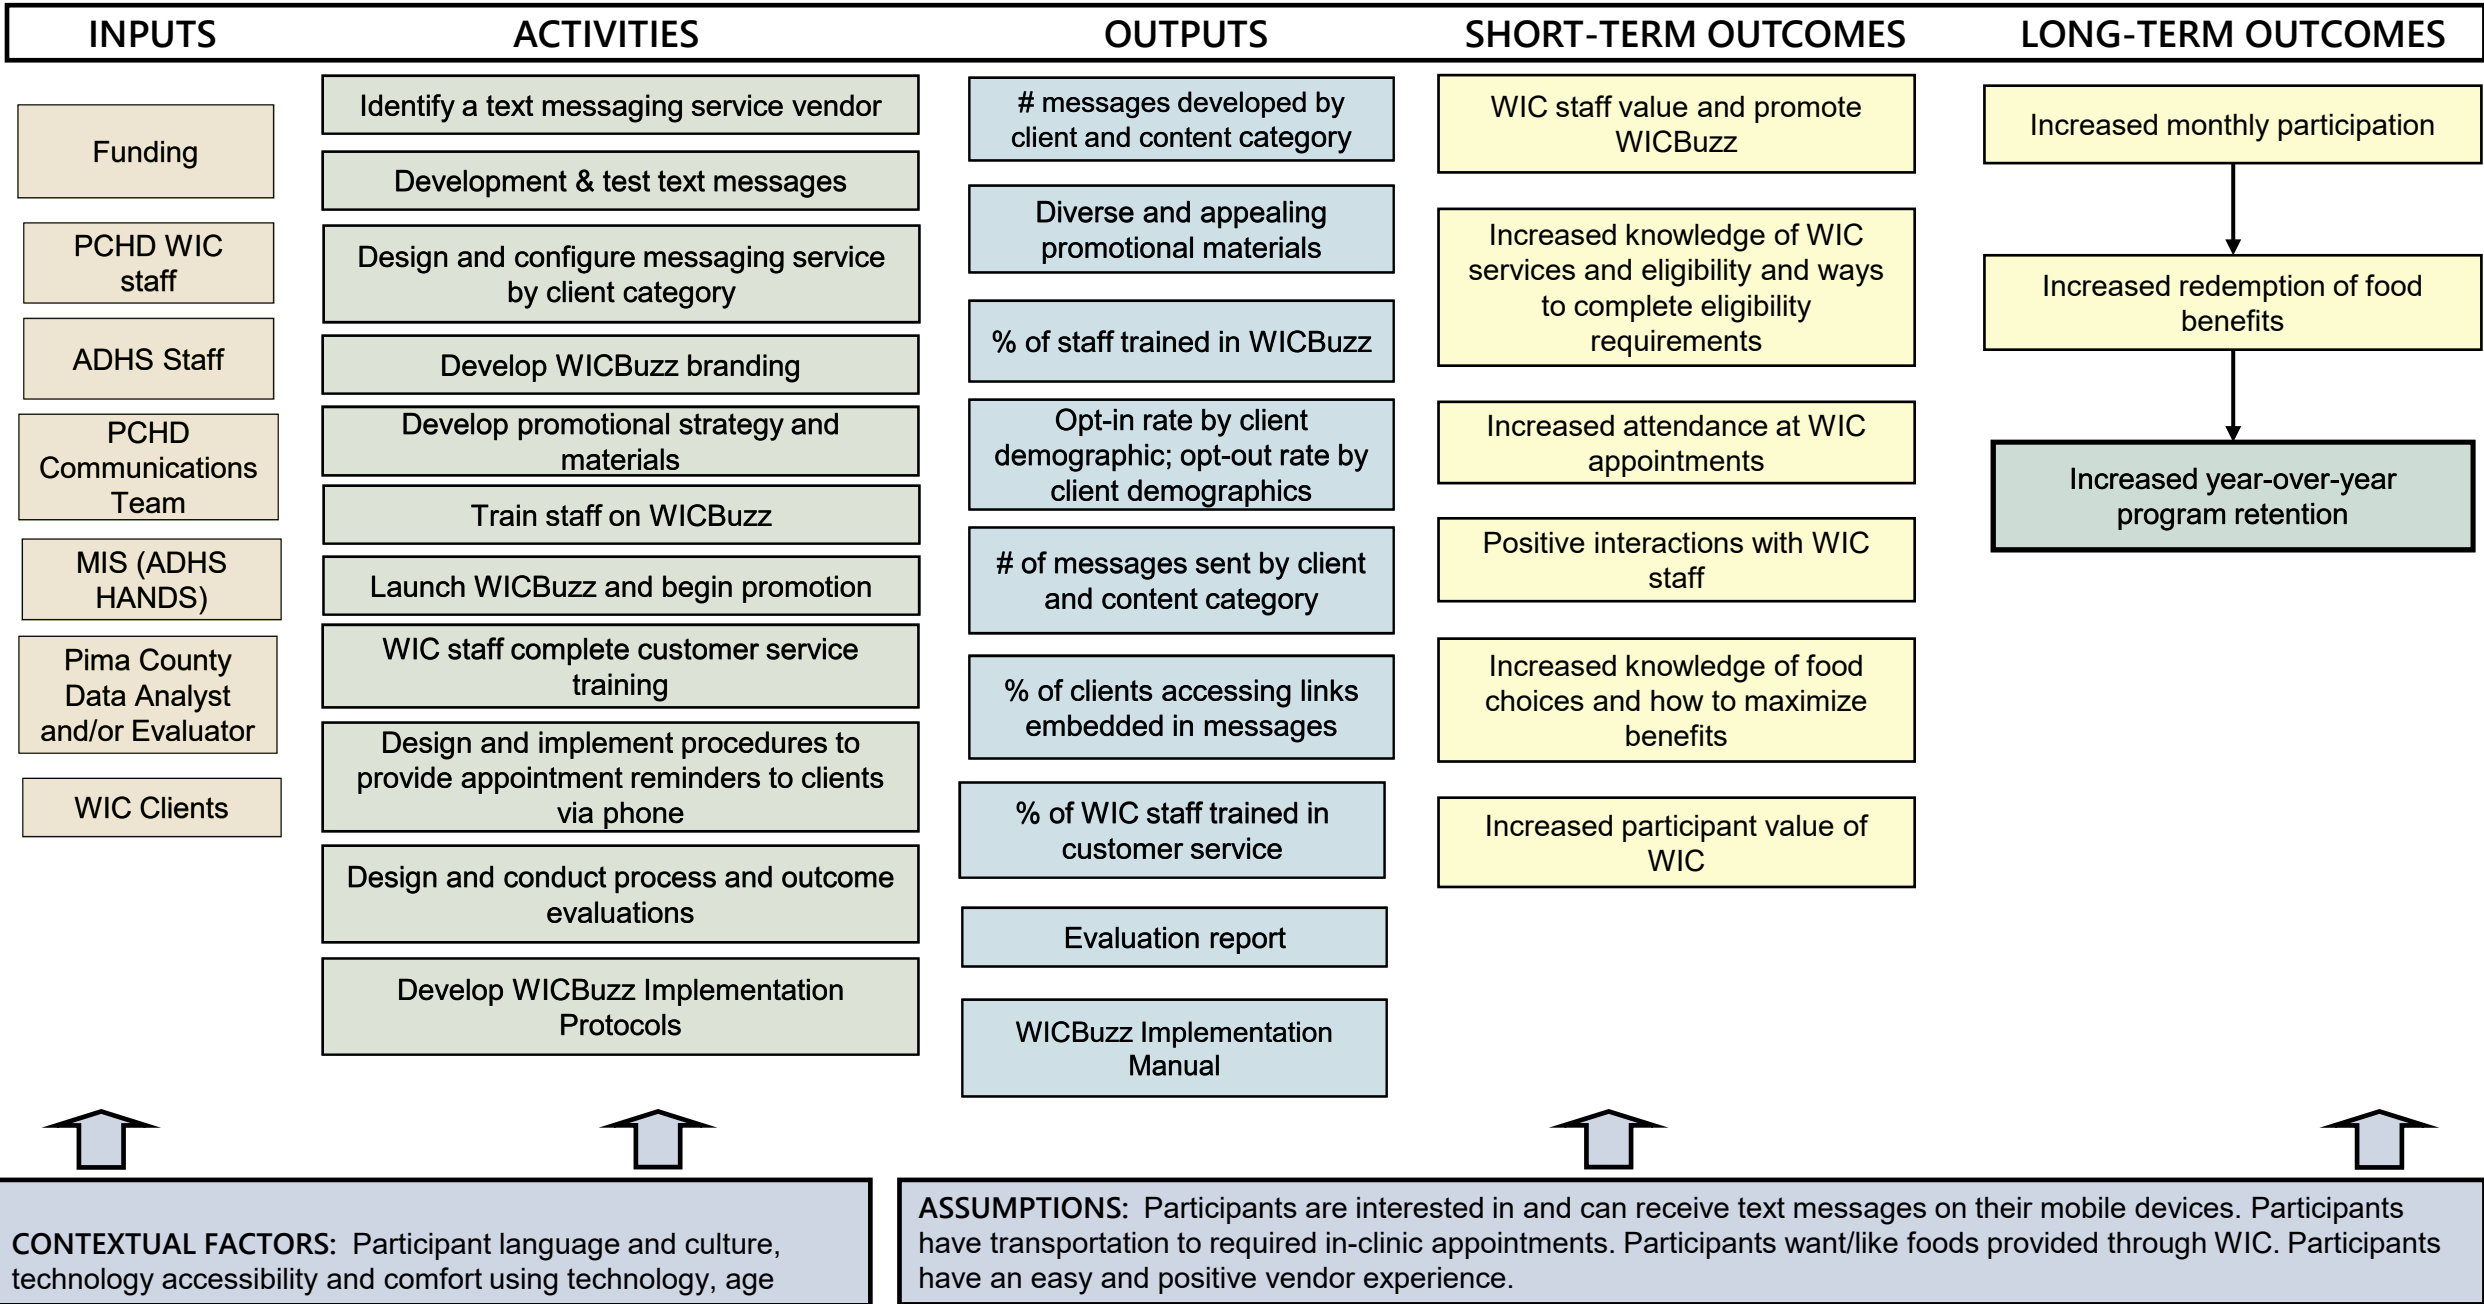 INPUTS
ACTIVITIES
OUTPUTS
SHORT-TERM OUTCOMES
LONG-TERM OUTCOMES
Funding
PCHD WIC
staff
ADHS Staff
PCHD
Communications
Team
MIS (ADHS
HANDS)
Pima County
Data Analyst
and/or Evaluator
WIC Clients
Identify a text messaging service vendor
Development & test text messages
Design and configure messaging service
by client category
Develop WICBuzz branding
Develop promotional strategy and
materials
Train staff on WICBuzz
Launch WICBuzz and begin promotion
WIC staff complete customer service
training
Design and implement procedures to
provide appointment reminders to clients
via phone
Design and conduct process and outcome
evaluations
Develop WICBuzz Implementation
Protocols
# messages developed by
client and content category
Diverse and appealing
promotional materials
% of staff trained in WICBuzz
Opt-in rate by client
demographic; opt-out rate by
client demographics
# of messages sent by client
and content category
% of clients accessing links
embedded in messages
% of WIC staff trained in
customer service
Evaluation report
WICBuzz Implementation
Manual
WIC staff value and promote
WICBuzz
Increased knowledge of WIC
services and eligibility and ways
to complete eligibility
requirements
Increased attendance at WIC
appointments
Positive interactions with WIC
staff
Increased knowledge of food
choices and how to maximize
benefits
Increased participant value of
WIC
Increased monthly participation
Increased redemption of food
benefits
Increased year-over-year
program retention
CONTEXTUAL FACTORS: Participant language and culture,
technology accessibility and comfort using technology, age
ASSUMPTIONS: Participants are interested in and can receive text messages on their mobile devices. Participants
have transportation to required in-clinic appointments. Participants want/like foods provided through WIC. Participants
have an easy and positive vendor experience.